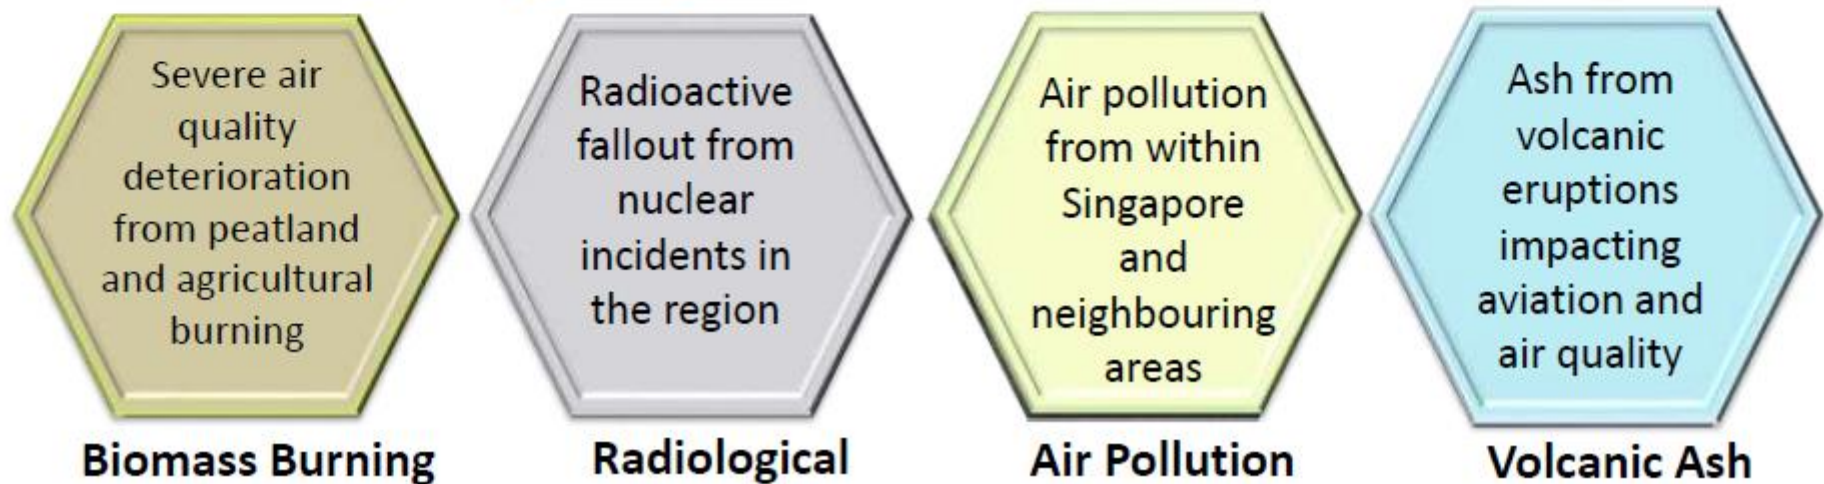 Severe air
quality
deterioration
from peatland
and agricultural
burning
Biomass Burning
Radioactive
fallout from
nuclear
incidents in
the region
Radiological
Air pollution
from within
Singapore
and
neighbouring
areas
Air Pollution
Ash from
volcanic
eruptions
impacting
aviation and
air quality
Volcanic Ash